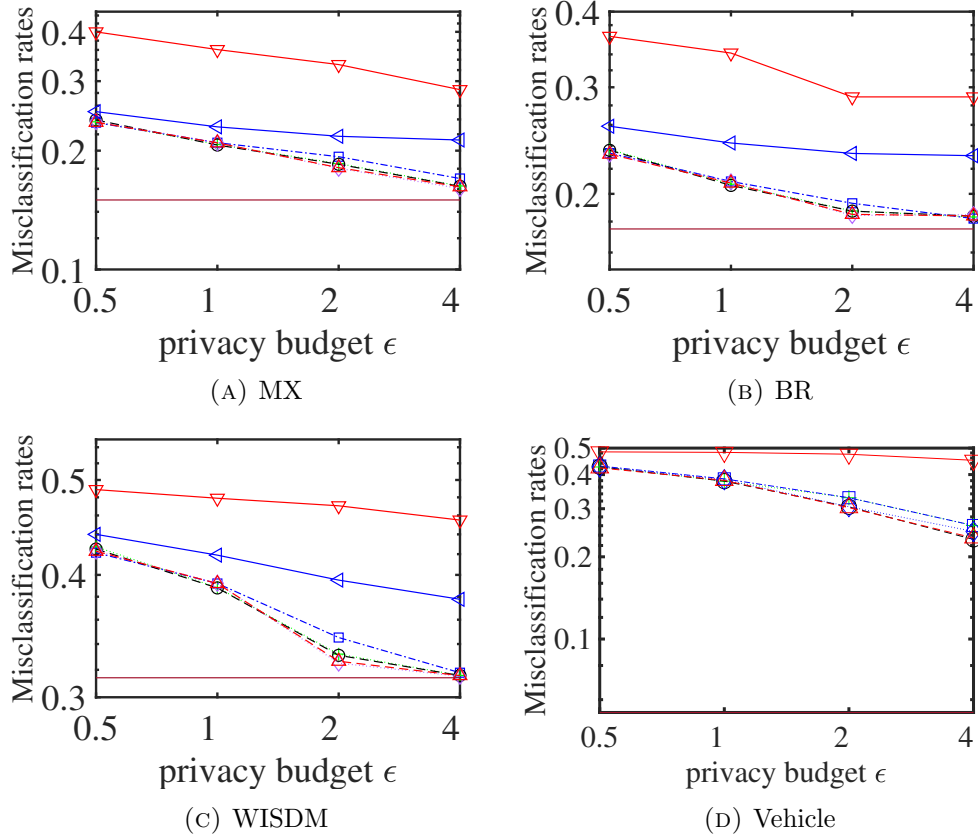 Misclassification rates
0.4
0.3
0.2
0.1
0.5 1 2 4
privacy budget ϵ
(A) MX
Misclassification rates
0.4
0.3
0.2
0.5 1 2 4
privacy budget ϵ
(B) BR
Misclassification rates
0.5
0.4
0.3
0.5 1 2 4
privacy budget ϵ
(C) WISDM
Misclassification rates
0.5
0.4
0.3
0.2
0.1
0.5 1 2 4
privacy budget ϵ
(D) Vehicle